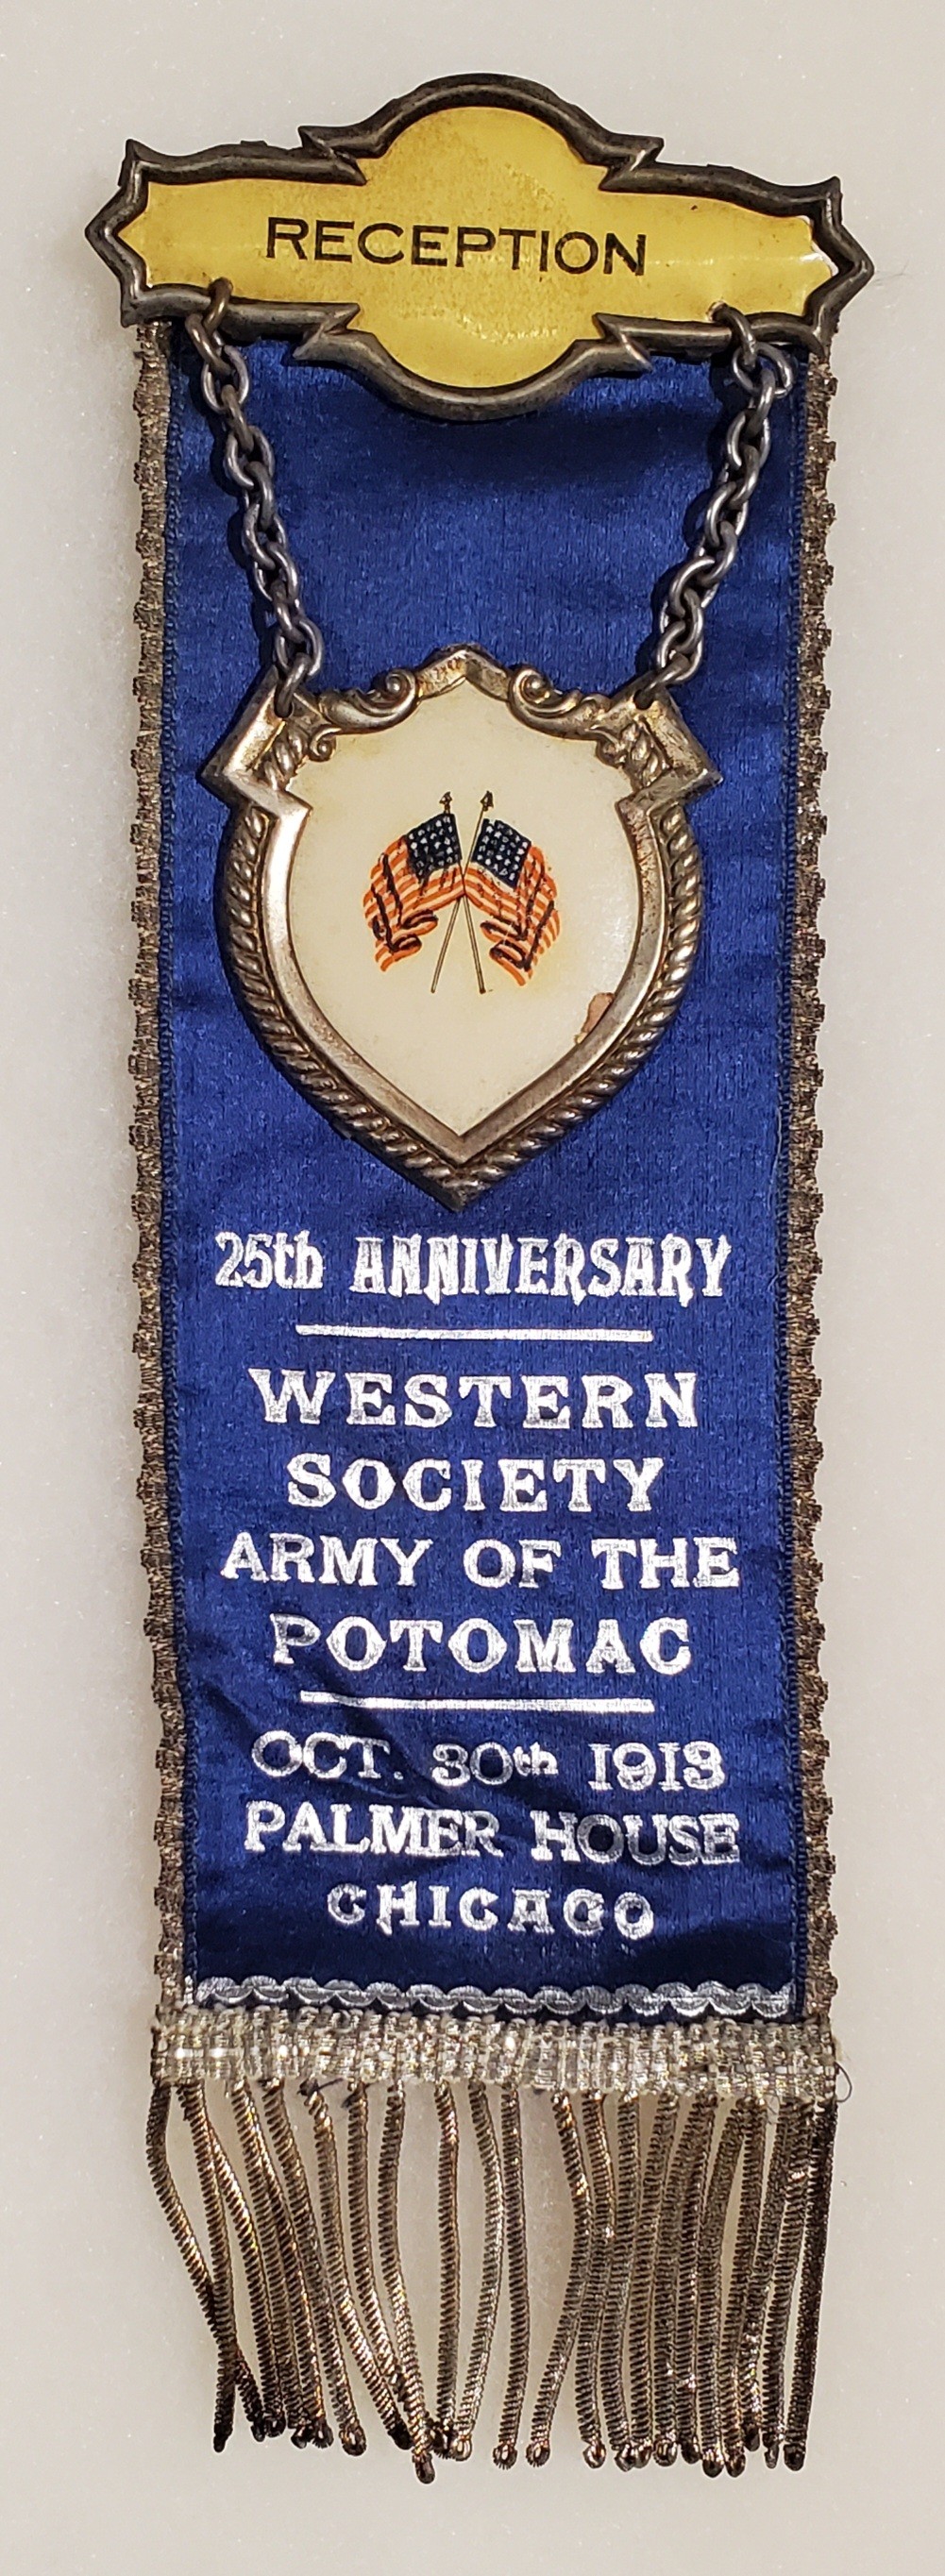 RECEPTION
25th ANNIVERSARY
WESTERN
SOCIETY
ARMY OF THE
POTOMAC
OCT. 30th 1913
PALMER HOUSE
CHICAGO